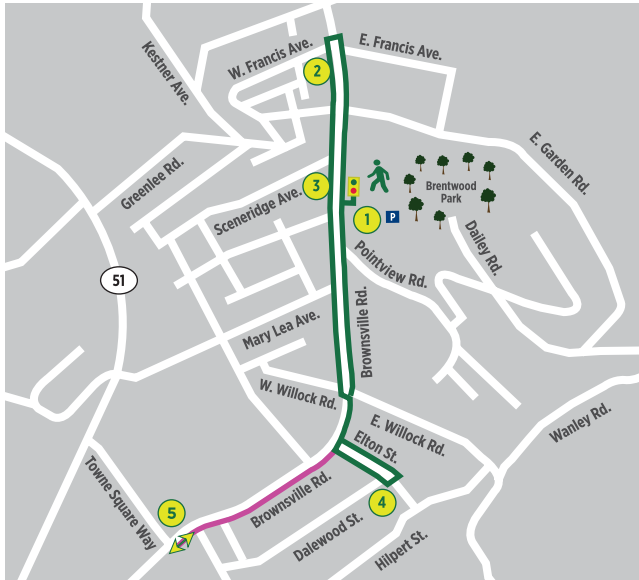 Kestner Ave.
W. Francis Ave.
E. Francis Ave.
2
E. Garden Rd.
Greenlee Rd.
Sceneridge Ave.
3
1
P
Brentwood
Park
Dailey Rd.
Pointview Rd.
51
Mary Lea Ave.
Brownsville Rd.
W. Willock Rd.
E. Willock Rd.
Elton St.
Wanley Rd.
Towne Square Way
5
Brownsville Rd.
4
Dalewood St.
Hilpert St.